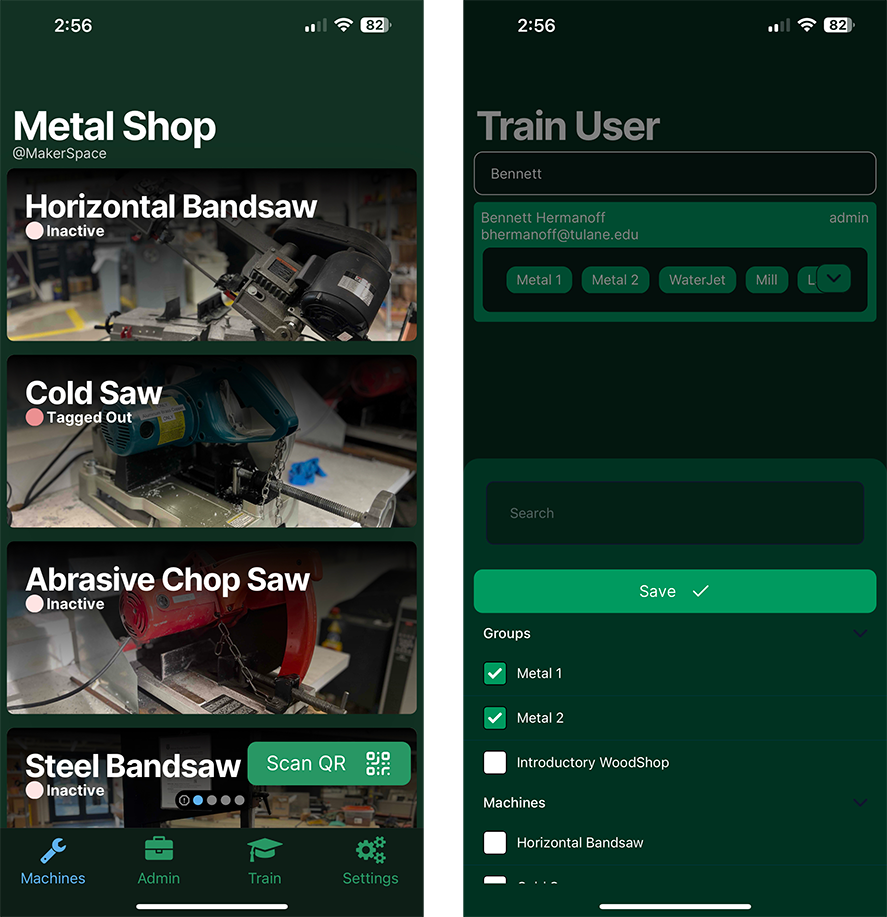 2:56
82
Metal Shop
@MakerSpace
Horizontal Bandsaw
Inactive
Cold Saw
Tagged Out
Abrasive Chop Saw
Inactive
Steel Bandsaw
Scan QR
Inactive
Machines
Admin
Train
Settings
2:56
82
Train User
Bennett
Bennett Hermanoff
admin
bhermanoff@tulane.edu
Metal 1
Metal 2
WaterJet
Mill
Search
Save
Groups
Metal 1
Metal 2
Introductory WoodShop
Machines
Horizontal Bandsaw